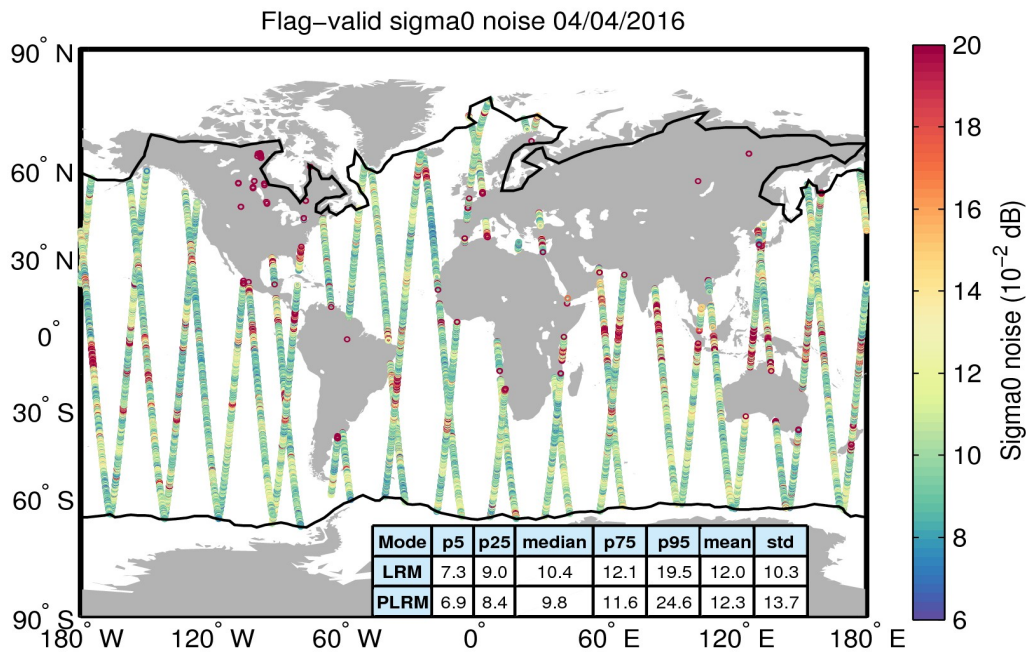 Flag−valid sigma0 noise 04/04/2016
90° N
60° N
30° N
0°
30° S
60° S
90° S
180° W
120° W
60° W
0°
60° E
120° E
180° E
Mode p5 p25 median p75 p95 mean std
LRM 7.3 9.0 10.4 12.1 19.5 12.0 10.3
PLRM 6.9 8.4 9.8 11.6 24.6 12.3 13.7
20
18
16
14
12
10
8
6
Sigma0 noise (10⁻² dB)